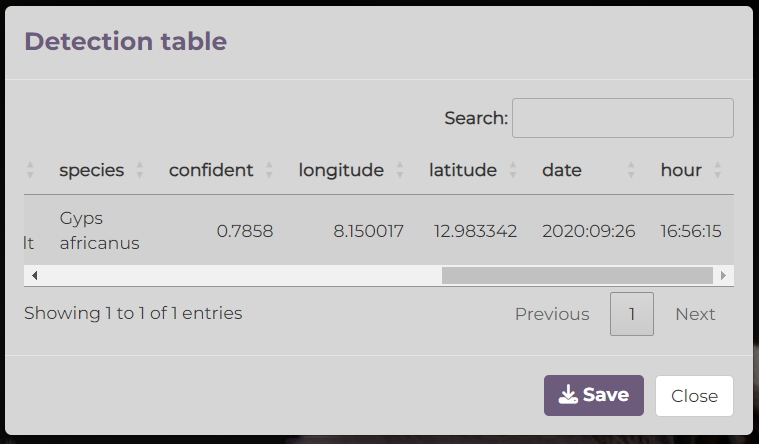 Detection table
Search:
species confident longitude latitude date hour
Gyps
lt africanus 0.7858 8.150017 12.983342 2020:09:26 16:56:15
Showing 1 to 1 of 1 entries Previous 1 Next
Save Close